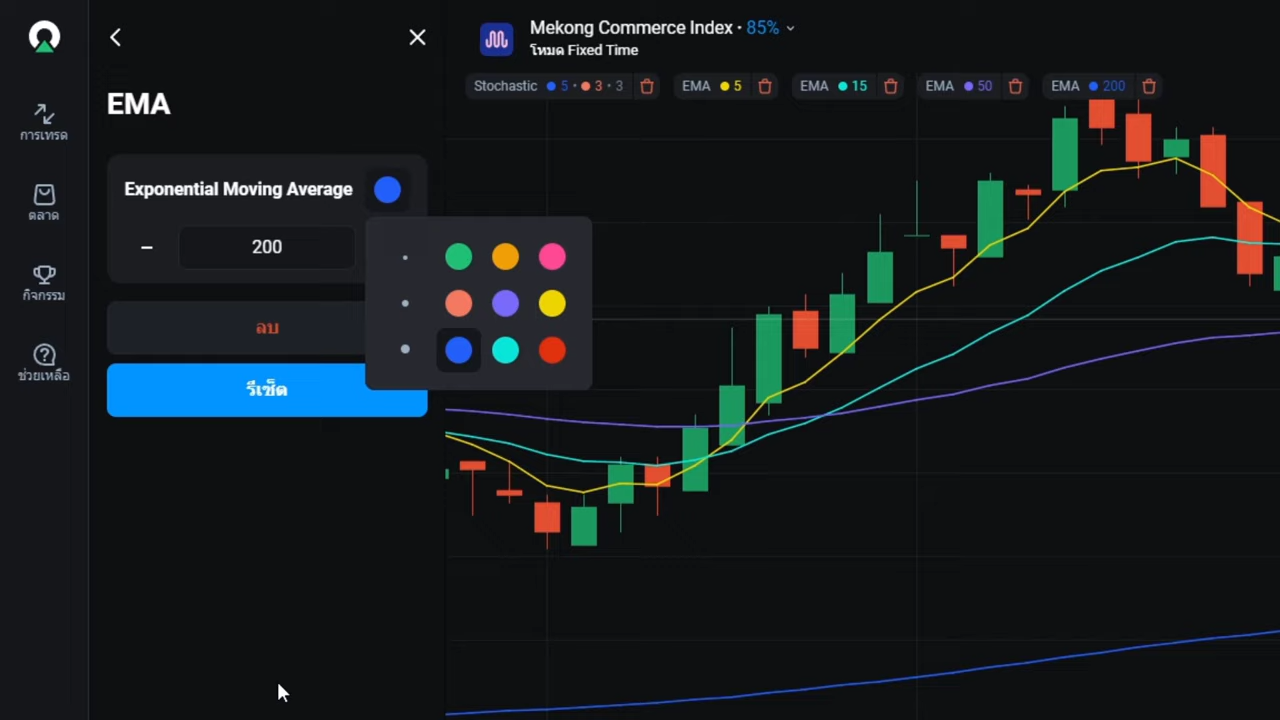 Mekong Commerce Index • 85%
โหมด Fixed Time
Stochastic • 5 • 3 • 3
EMA • 5
EMA • 15
EMA • 50
EMA • 200
การเทรด
ตลาด
กิจกรรม
ช่วยเหลือ
EMA
Exponential Moving Average
− 200
ลบ
รีเซ็ต